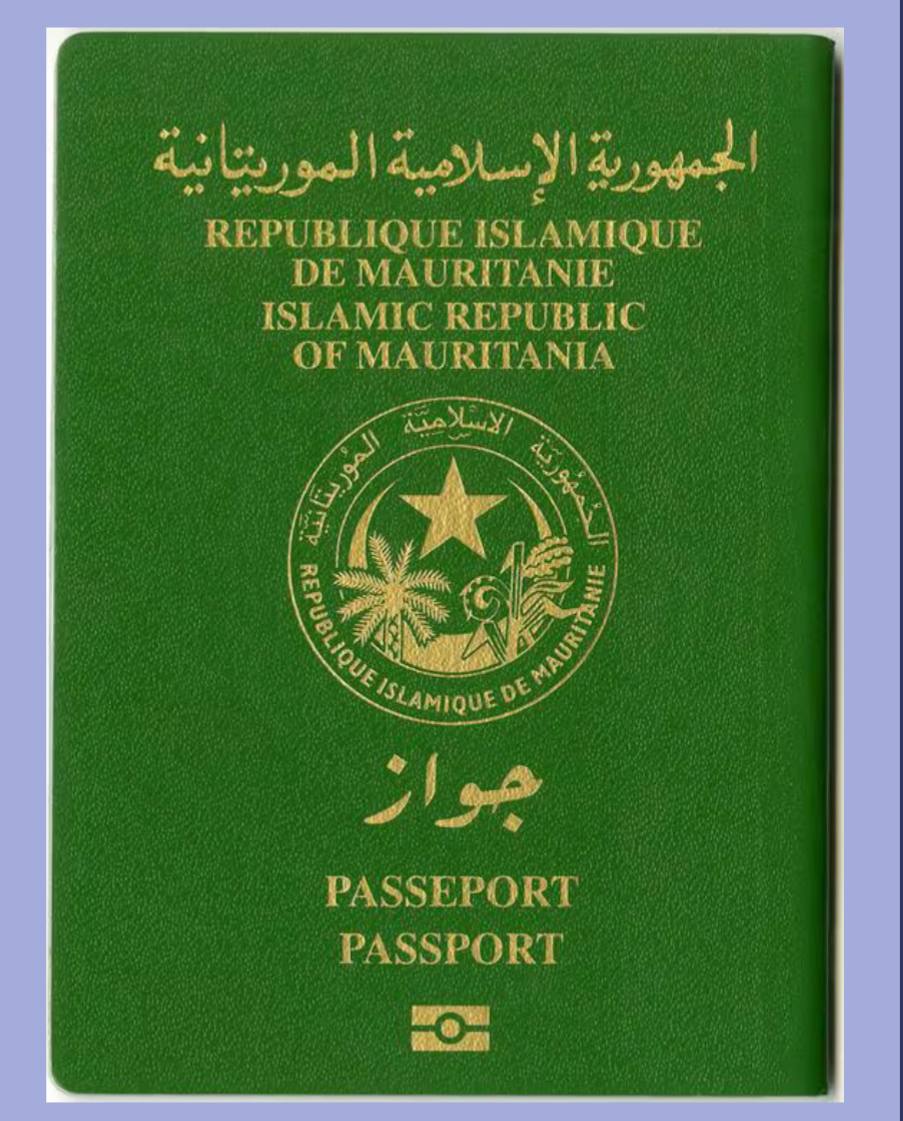 الجمهورية الإسلامية الموريتانية
REPUBLIQUE ISLAMIQUE
DE MAURITANIE
ISLAMIC REPUBLIC
OF MAURITANIA
الجمهورية الاسلامية الموريتانية
REPUBLIQUE ISLAMIQUE DE MAURITANIE
جواز
PASSEPORT
PASSPORT